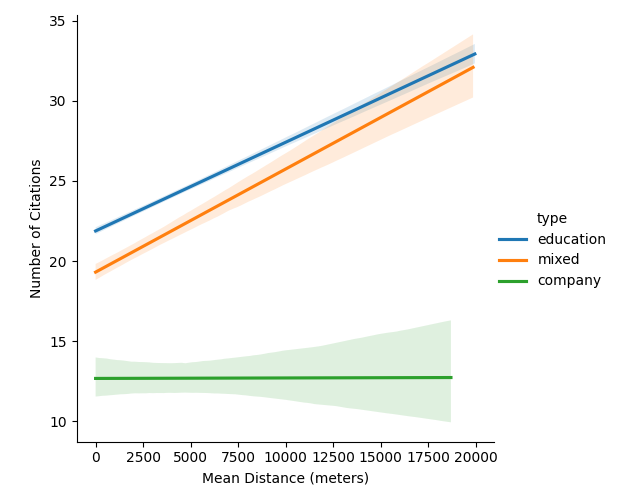 35
30
25
20
15
10
Number of Citations
0 2500 5000 7500 10000 12500 15000 17500 20000
Mean Distance (meters)
type
education
mixed
company